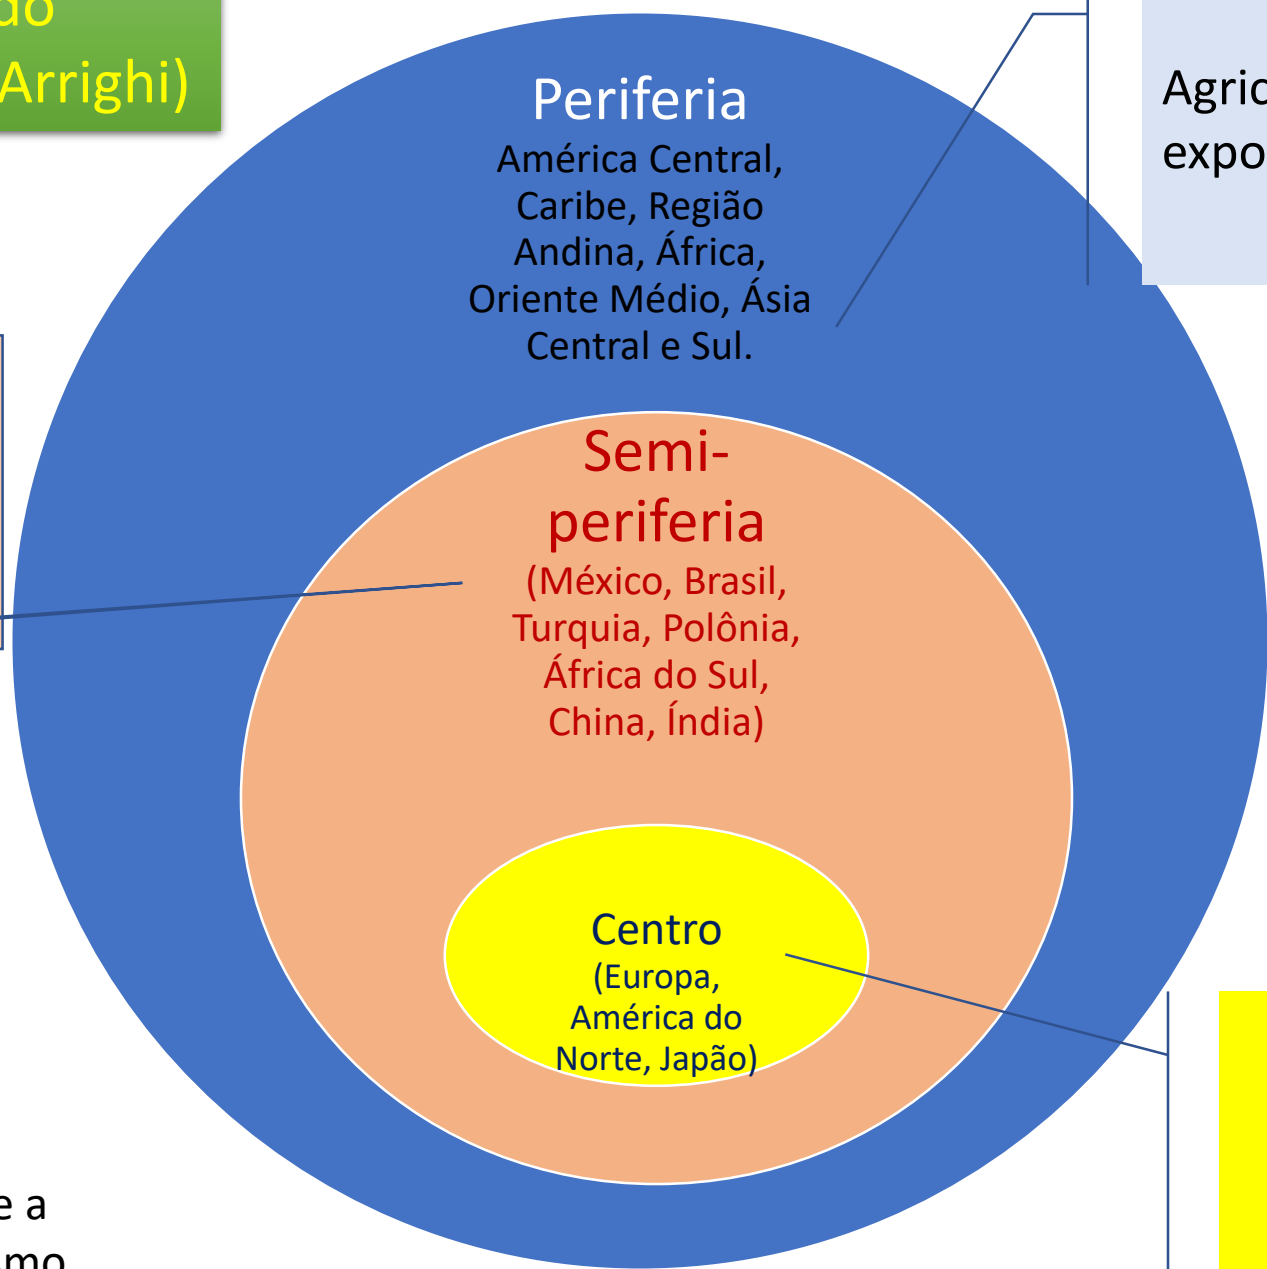 do
Arrighi)
Periferia
América Central,
Caribe, Região
Andina, África,
Oriente Médio, Ásia
Central e Sul.
Semi-
periferia
(México, Brasil,
Turquia, Polônia,
África do Sul,
China, Índia)
Centro
(Europa,
América do
Norte, Japão)
e a